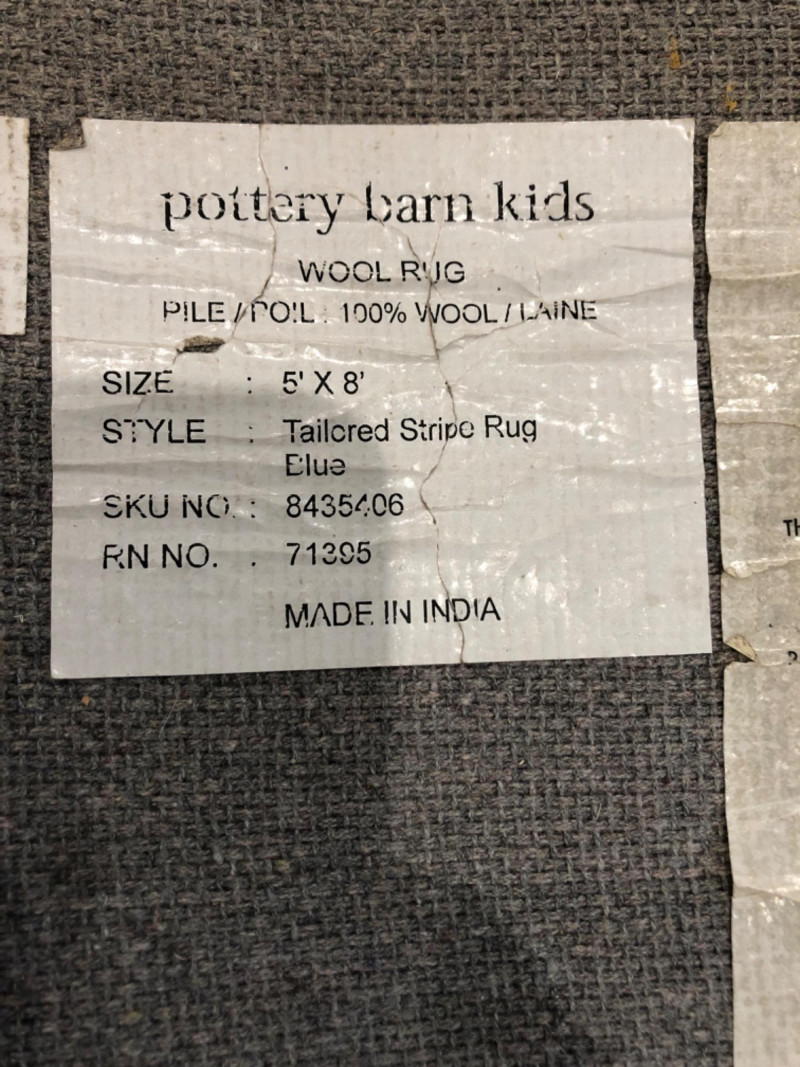 pottery barn kids
WOOL RUG
PILE / POIL : 100% WOOL / LAINE
SIZE : 5' X 8'
STYLE : Tailored Stripe Rug
Blue
SKU NO. : 8435406
RN NO. : 71395
MADE IN INDIA